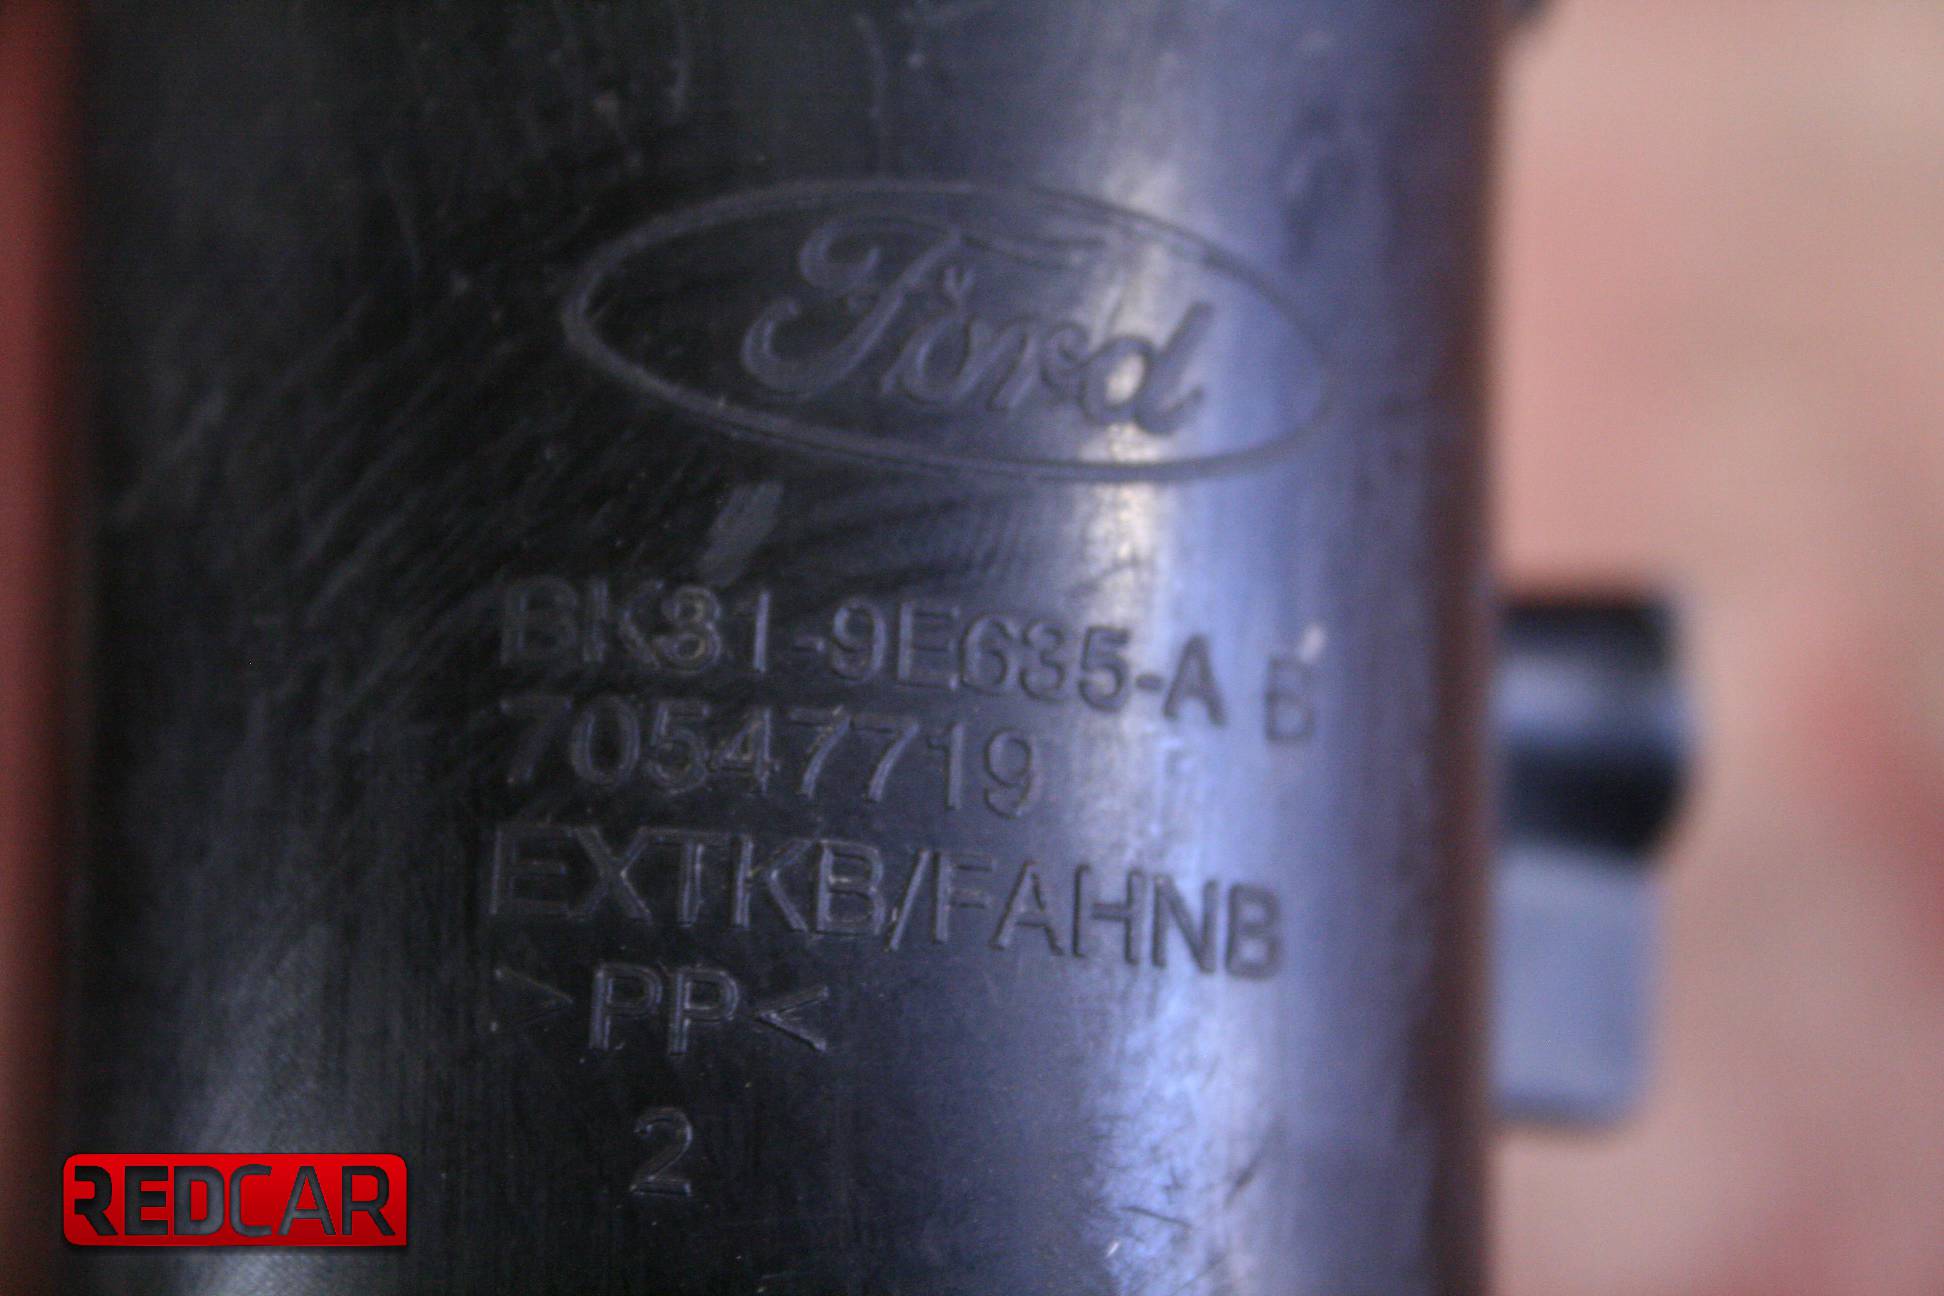 Ford
BK31-9E635-A B
70547719
EXTKB/FAHNB
>PP<
2
REDCAR